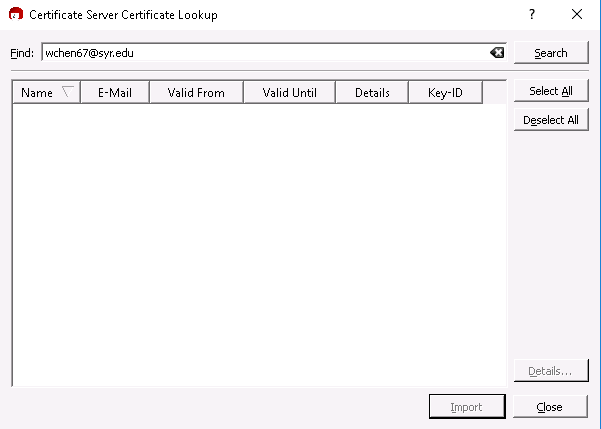 Certificate Server Certificate Lookup ?
Find: wchen67@syr.edu Search
Name E-Mail Valid From Valid Until Details Key-ID Select All
Deselect All
Details...
Import Close